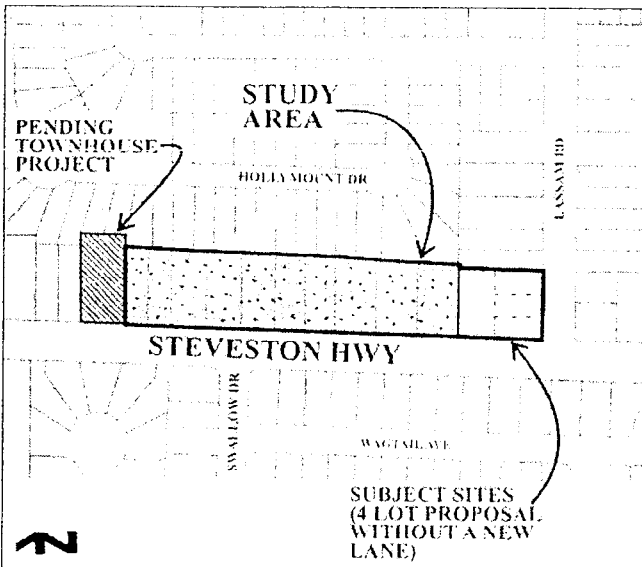 STUDY
AREA
PENDING
TOWNHOUSE
PROJECT
HOLLYMOUNT DR
LASSAM RD
STEVESTON HWY
SWALLOW DR
WAGTAIL AVE
SUBJECT SITES
(4 LOT PROPOSAL
WITHOUT A NEW
LANE)
N